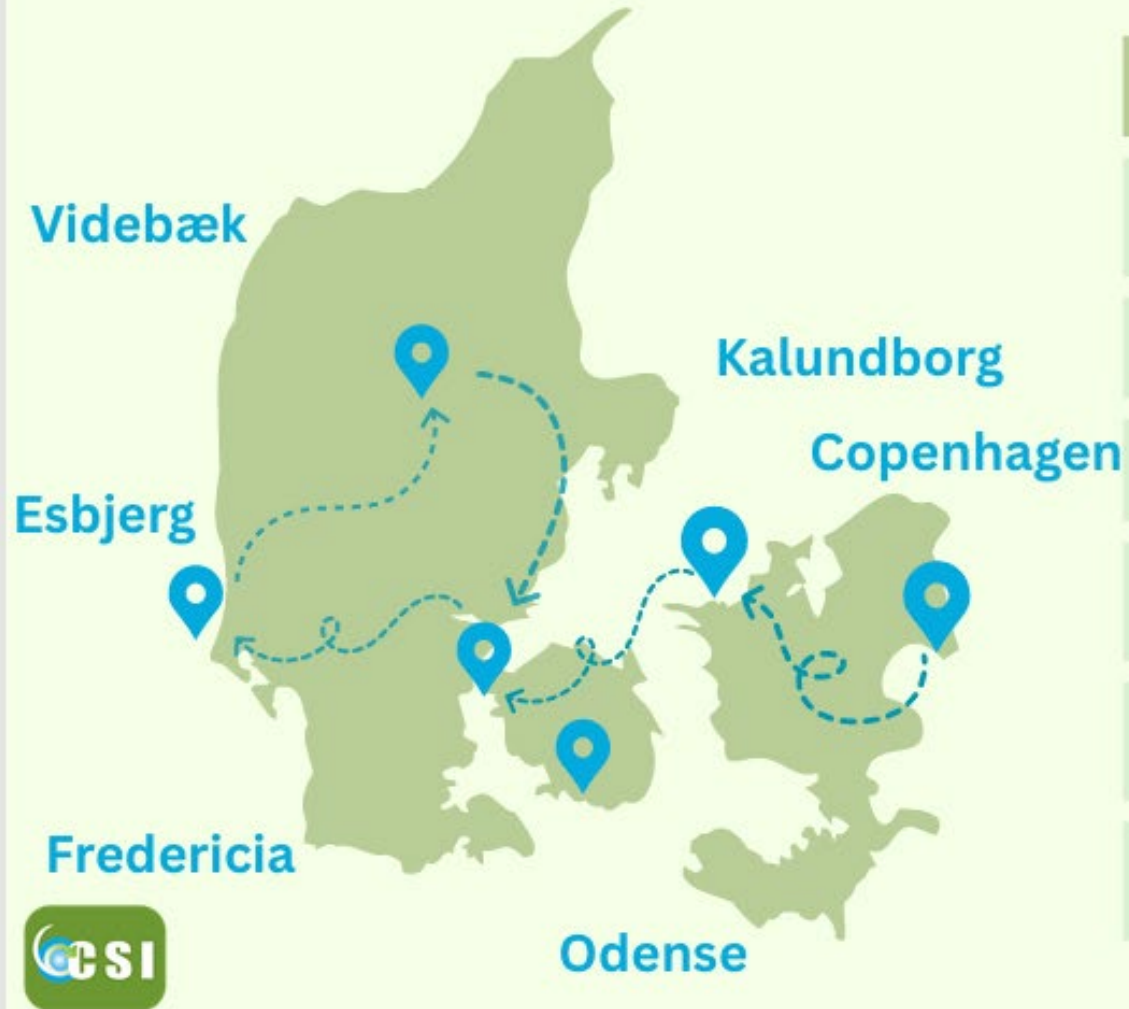 Videbæk
Kalundborg
Copenhagen
Esbjerg
Fredericia
Odense
CSI